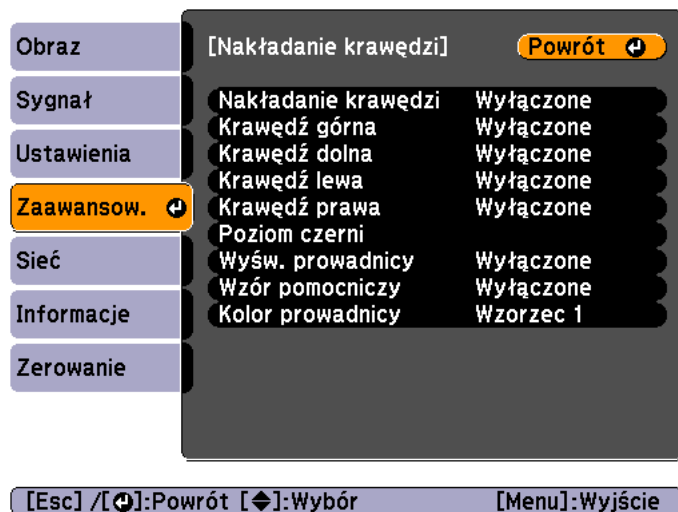 Obraz
Sygnał
Ustawienia
Zaawansow.
Sieć
Informacje
Zerowanie
[Nakładanie krawędzi] Powrót
Nakładanie krawędzi Wyłączone
Krawędź górna Wyłączone
Krawędź dolna Wyłączone
Krawędź lewa Wyłączone
Krawędź prawa Wyłączone
Poziom czerni
Wyśw. prowadnicy Wyłączone
Wzór pomocniczy Wyłączone
Kolor prowadnicy Wzorzec 1
[Esc] /[⏎]:Powrót [◆]:Wybór [Menu]:Wyjście